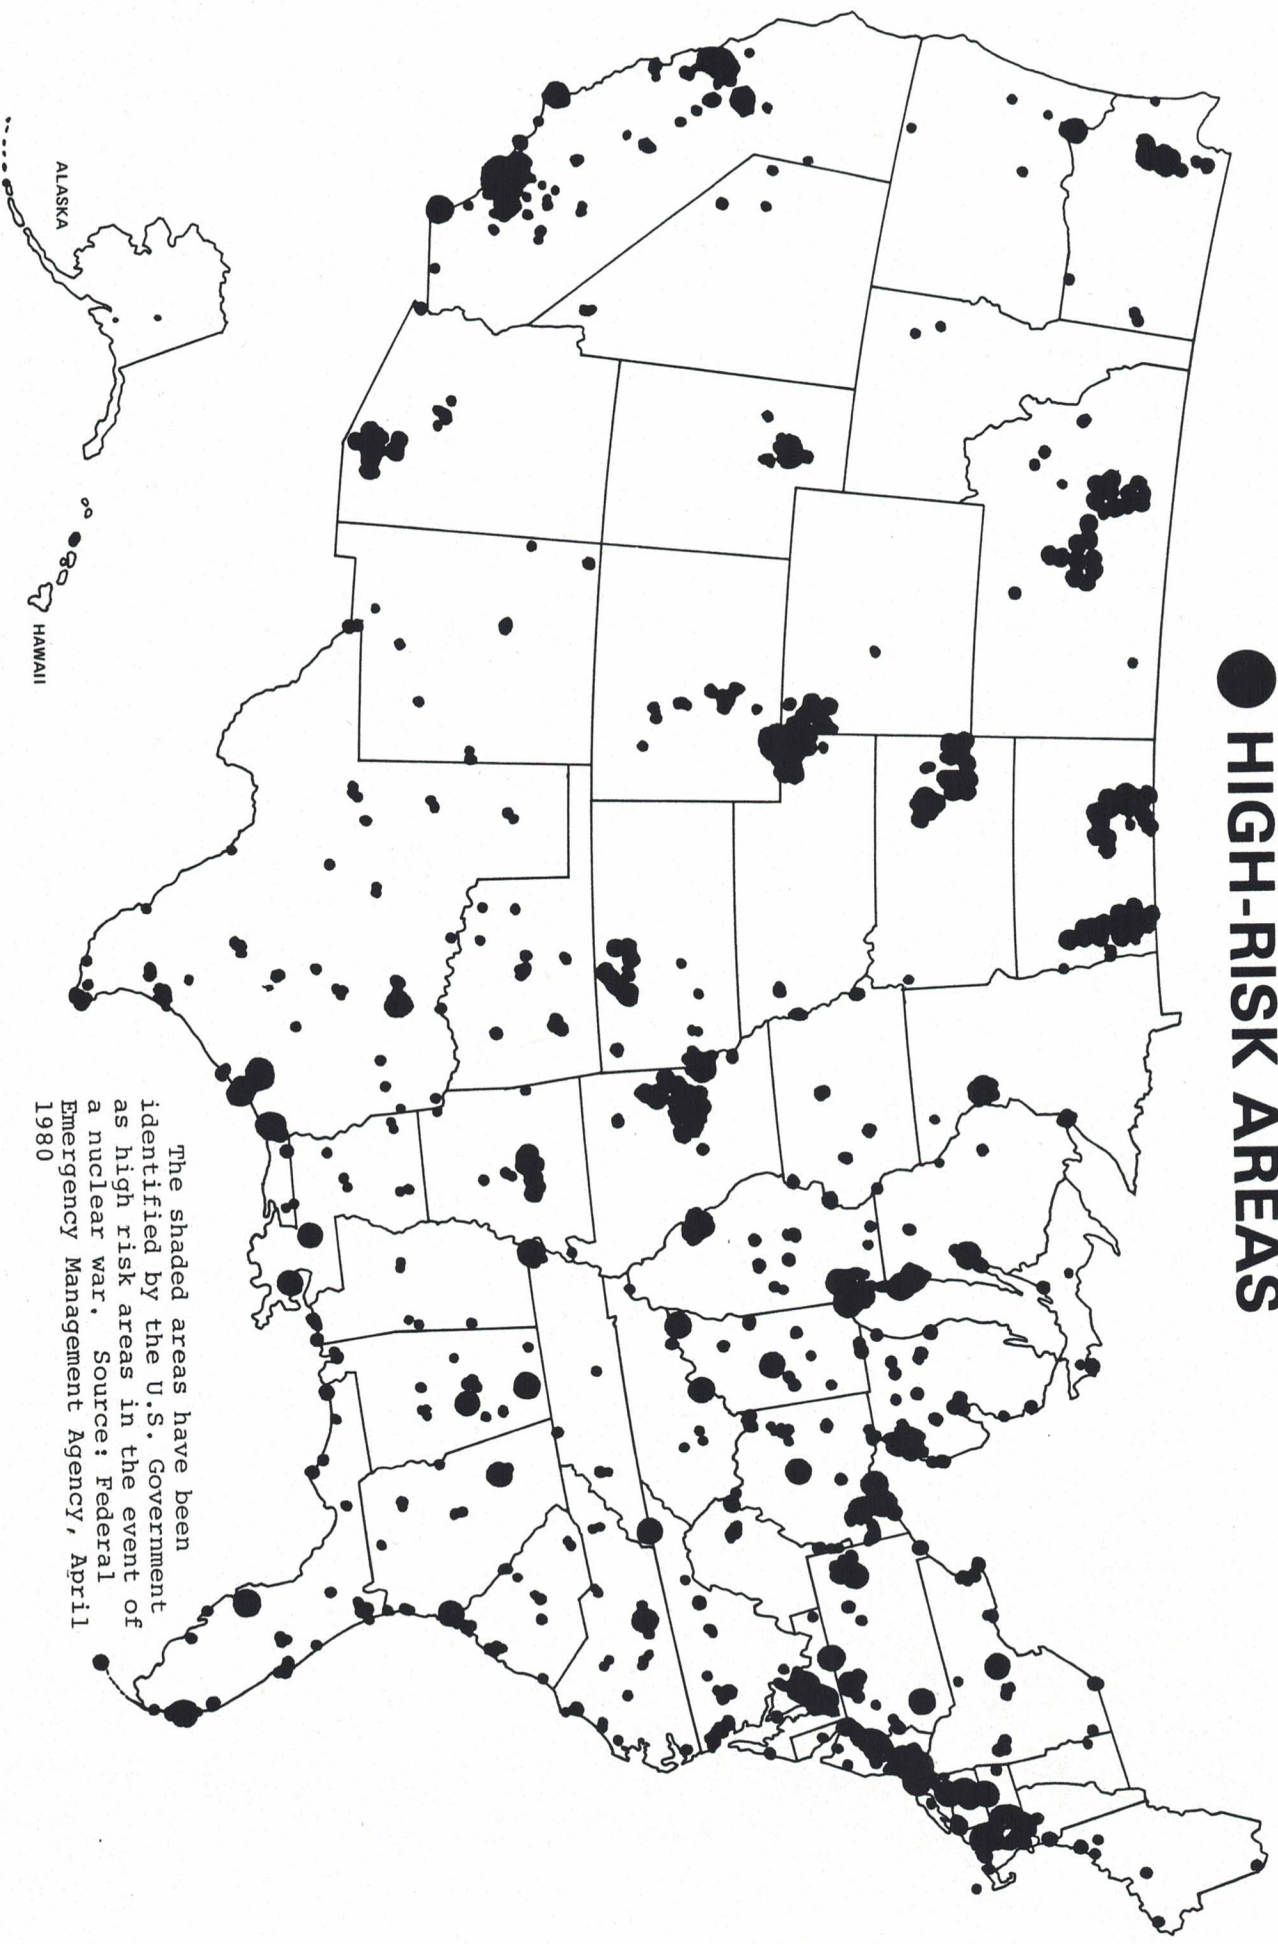 HIGH-RISK AREAS
ALASKA
HAWAII
The shaded areas have been
identified by the U.S. Government
as high risk areas in the event of
a nuclear war. Source: Federal
Emergency Management Agency, April
1980